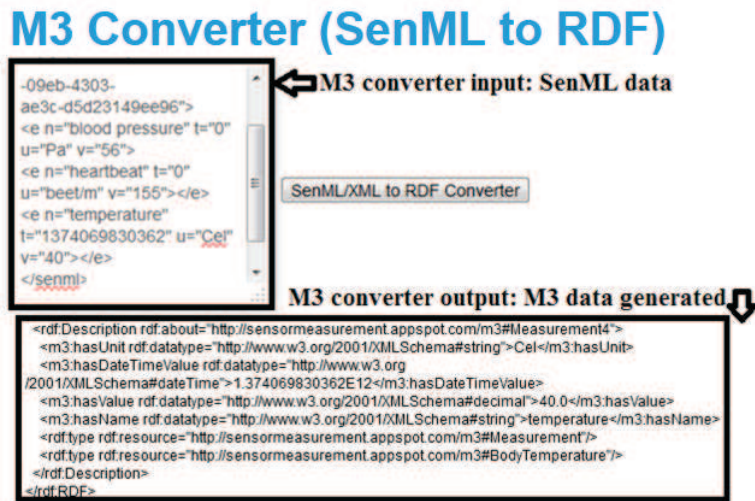 M3 Converter (SenML to RDF)
-09eb-4303-
ae3c-d5d23149ee96">
<e n="blood pressure" t="0"
u="Pa" v="56">
<e n="heartbeat" t="0"
u="beet/m" v="155"></e>
<e n="temperature"
t="1374069830362" u="Cel"
v="40"></e>
</senml>
M3 converter input: SenML data
SenML/XML to RDF Converter
M3 converter output: M3 data generated
<rdf:Description rdf:about="http://sensormeasurement.appspot.com/m3#Measurement4">
<m3:hasUnit rdf:datatype="http://www.w3.org/2001/XMLSchema#string">Cel</m3:hasUnit>
<m3:hasDateTimeValue rdf:datatype="http://www.w3.org
/2001/XMLSchema#dateTime">1.374069830362E12</m3:hasDateTimeValue>
<m3:hasValue rdf:datatype="http://www.w3.org/2001/XMLSchema#decimal">40.0</m3:hasValue>
<m3:hasName rdf:datatype="http://www.w3.org/2001/XMLSchema#string">temperature</m3:hasName>
<rdf:type rdf:resource="http://sensormeasurement.appspot.com/m3#Measurement"/>
<rdf:type rdf:resource="http://sensormeasurement.appspot.com/m3#BodyTemperature"/>
</rdf:Description>
</rdf:RDF>